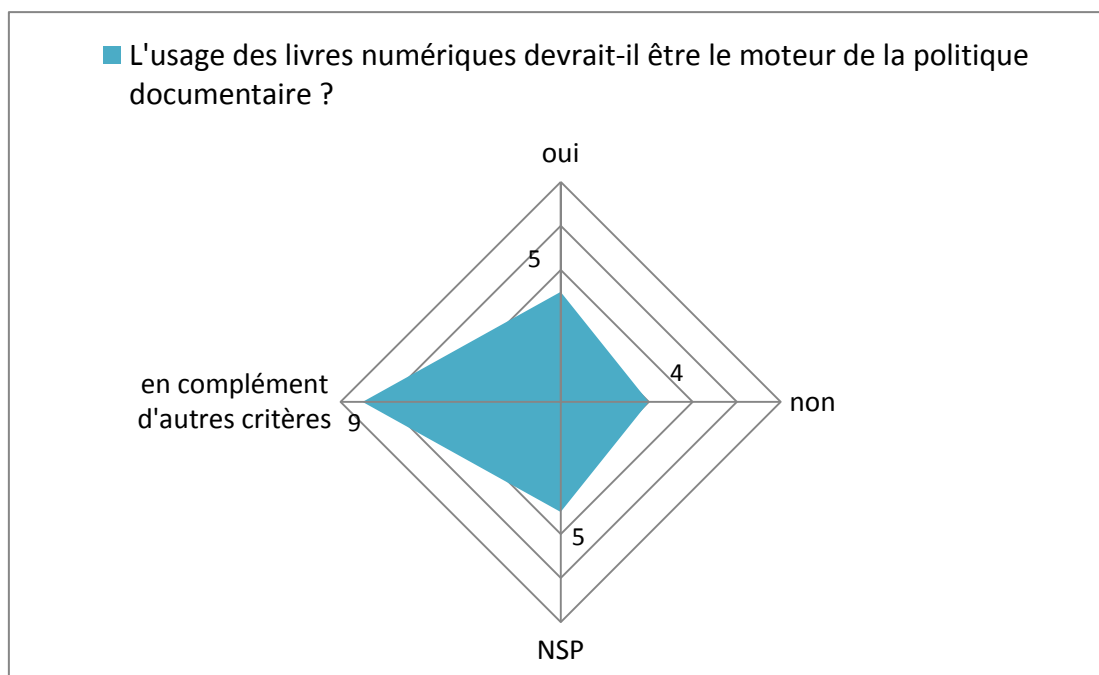 L'usage des livres numériques devrait-il être le moteur de la politique
documentaire ?
oui
5
4
en complément
d'autres critères
9
non
5
NSP